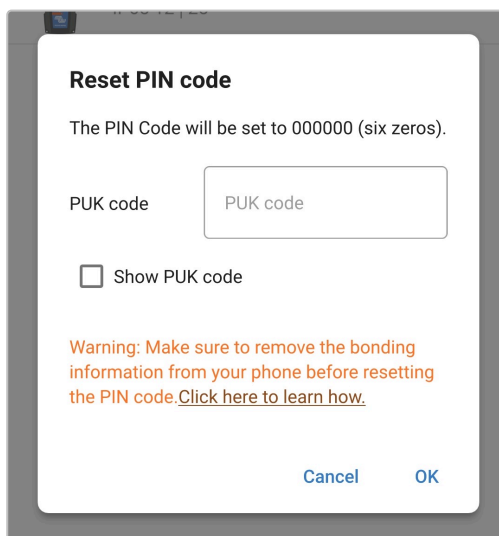 Reset PIN code
The PIN Code will be set to 000000 (six zeros).
PUK code
PUK code
Show PUK code
Warning: Make sure to remove the bonding
information from your phone before resetting
the PIN code.Click here to learn how.
Cancel OK